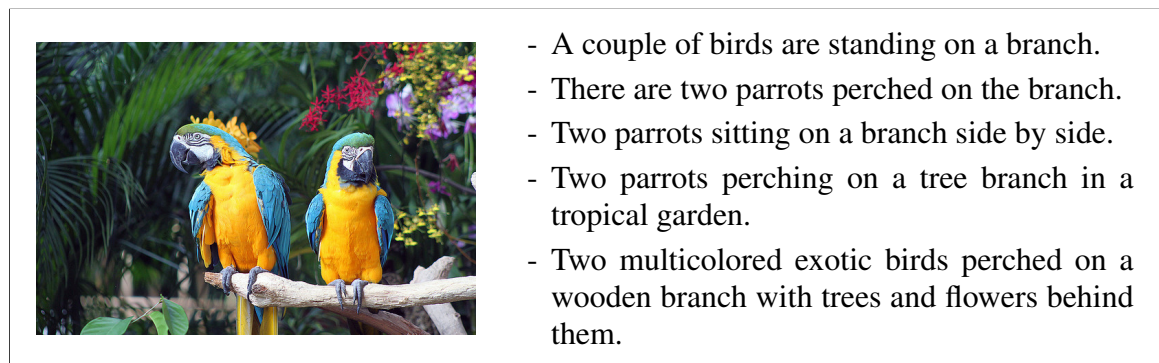 - A couple of birds are standing on a branch.
- There are two parrots perched on the branch.
- Two parrots sitting on a branch side by side.
- Two parrots perching on a tree branch in a
tropical garden.
- Two multicolored exotic birds perched on a
wooden branch with trees and flowers behind
them.